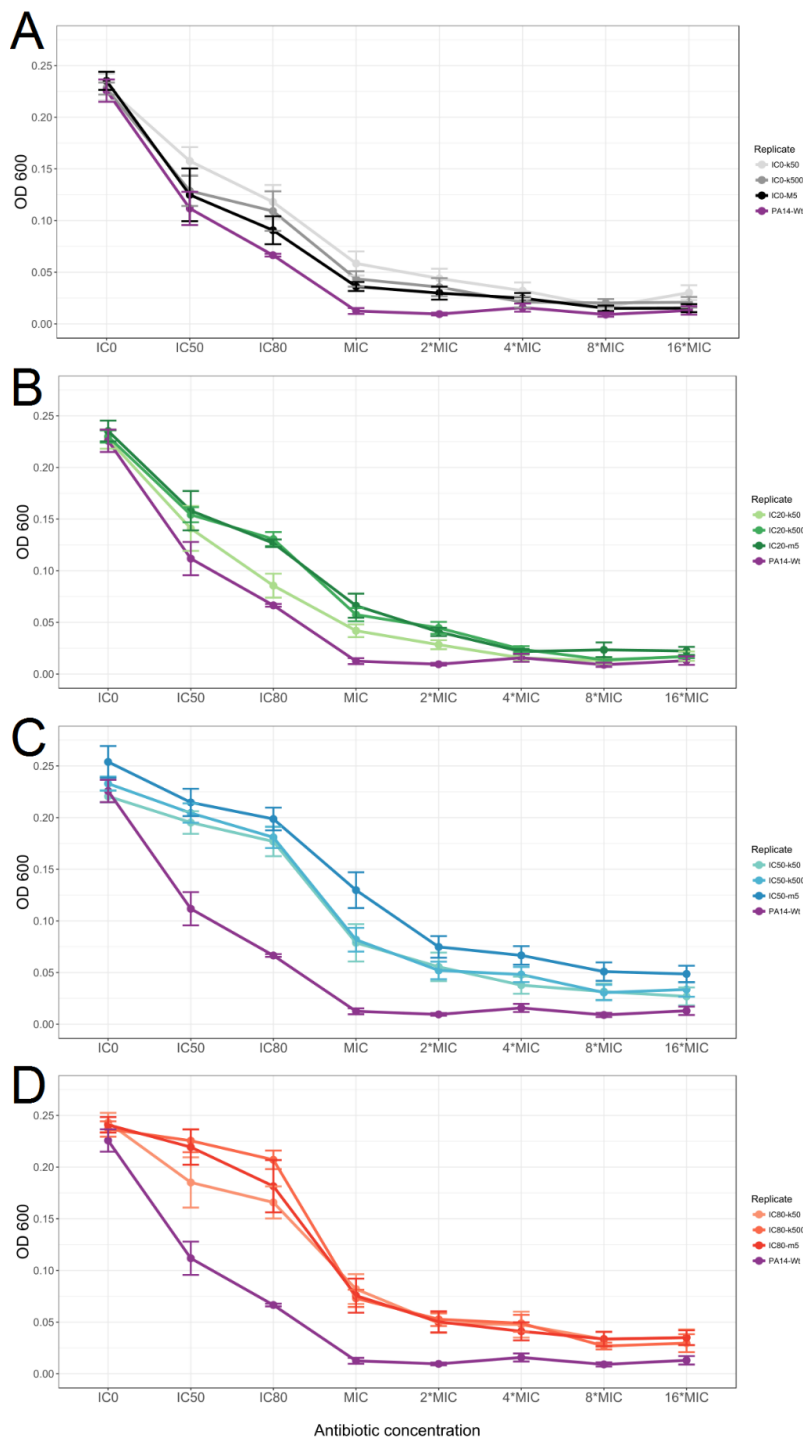 A
0.25
0.20
0.15
0.10
0.05
0.00
OD 600
IC0 IC50 IC80 MIC 2*MIC 4*MIC 8*MIC 16*MIC
Replicate
IC0-k50
IC0-k500
IC0-M5
PA14-Wt
B
0.25
0.20
0.15
0.10
0.05
0.00
OD 600
IC0 IC50 IC80 MIC 2*MIC 4*MIC 8*MIC 16*MIC
Replicate
IC20-k50
IC20-k500
IC20-m5
PA14-Wt
C
0.25
0.20
0.15
0.10
0.05
0.00
OD 600
IC0 IC50 IC80 MIC 2*MIC 4*MIC 8*MIC 16*MIC
Replicate
IC50-k50
IC50-k500
IC50-m5
PA14-Wt
D
0.25
0.20
0.15
0.10
0.05
0.00
OD 600
IC0 IC50 IC80 MIC 2*MIC 4*MIC 8*MIC 16*MIC
Replicate
IC80-k50
IC80-k500
IC80-m5
PA14-Wt
Antibiotic concentration